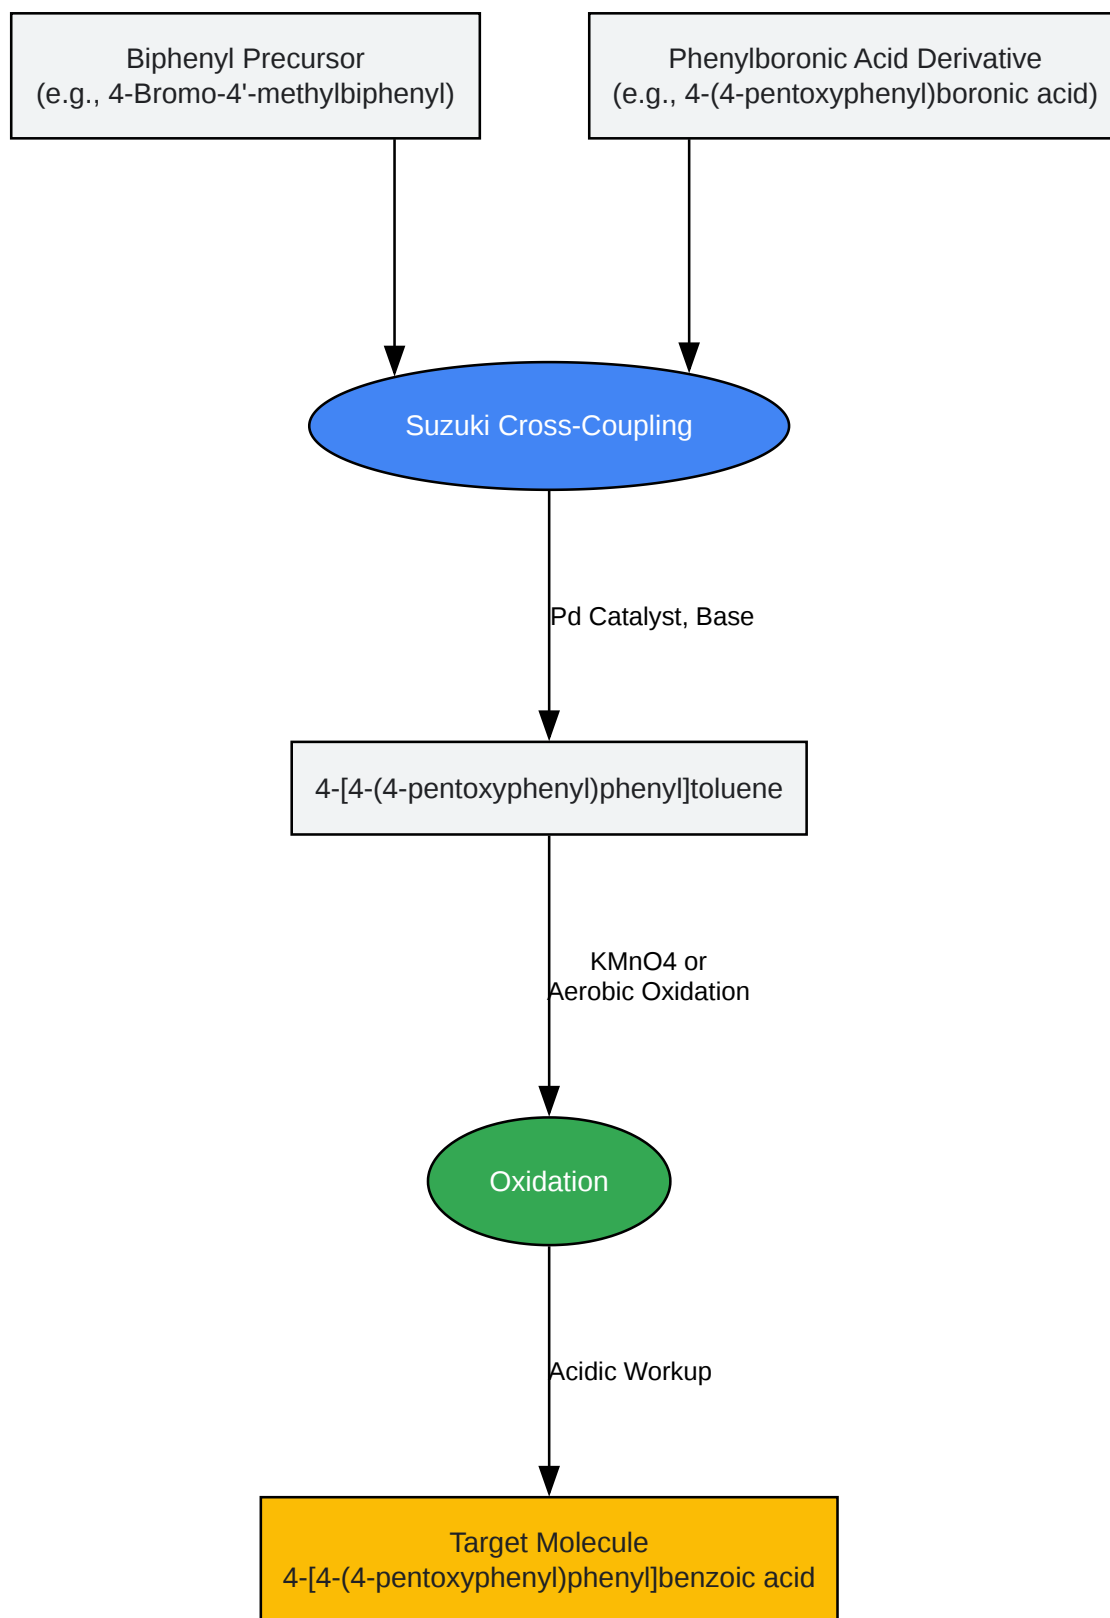 Biphenyl Precursor
(e.g., 4-Bromo-4'-methylbiphenyl)
Phenylboronic Acid Derivative
(e.g., 4-(4-pentoxyphenyl)boronic acid)
Suzuki Cross-Coupling
Pd Catalyst, Base
4-[4-(4-pentoxyphenyl)phenyl]toluene
KMnO4 or
Aerobic Oxidation
Oxidation
Acidic Workup
Target Molecule
4-[4-(4-pentoxyphenyl)phenyl]benzoic acid